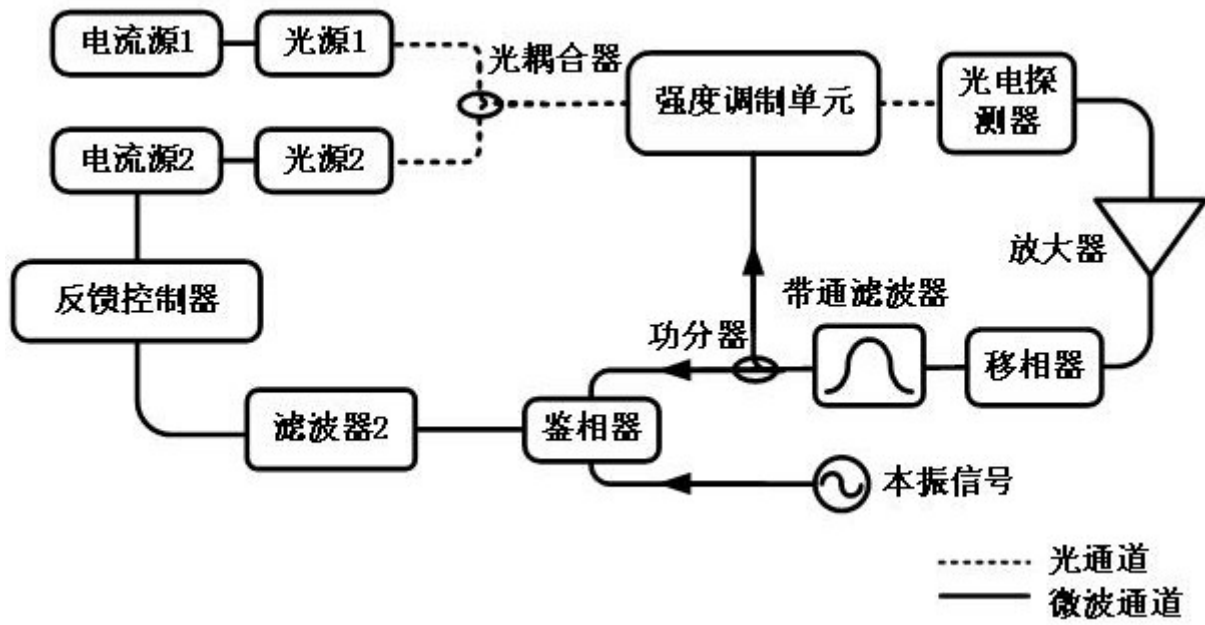 电流源1
光源1
光耦合器
强度调制单元
光电探
测器
电流源2
光源2
放大器
反馈控制器
带通滤波器
功分器
移相器
滤波器2
鉴相器
本振信号
光通道
微波通道